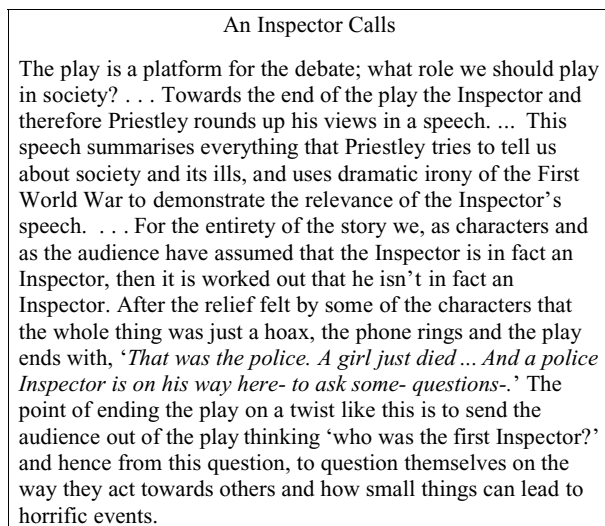 An Inspector Calls
The play is a platform for the debate; what role we should play
in society? . . . Towards the end of the play the Inspector and
therefore Priestley rounds up his views in a speech. ... This
speech summarises everything that Priestley tries to tell us
about society and its ills, and uses dramatic irony of the First
World War to demonstrate the relevance of the Inspector’s
speech. . . . For the entirety of the story we, as characters and
as the audience have assumed that the Inspector is in fact an
Inspector, then it is worked out that he isn’t in fact an
Inspector. After the relief felt by some of the characters that
the whole thing was just a hoax, the phone rings and the play
ends with, ‘That was the police. A girl just died ... And a police
Inspector is on his way here- to ask some- questions-.’ The
point of ending the play on a twist like this is to send the
audience out of the play thinking ‘who was the first Inspector?’
and hence from this question, to question themselves on the
way they act towards others and how small things can lead to
horrific events.